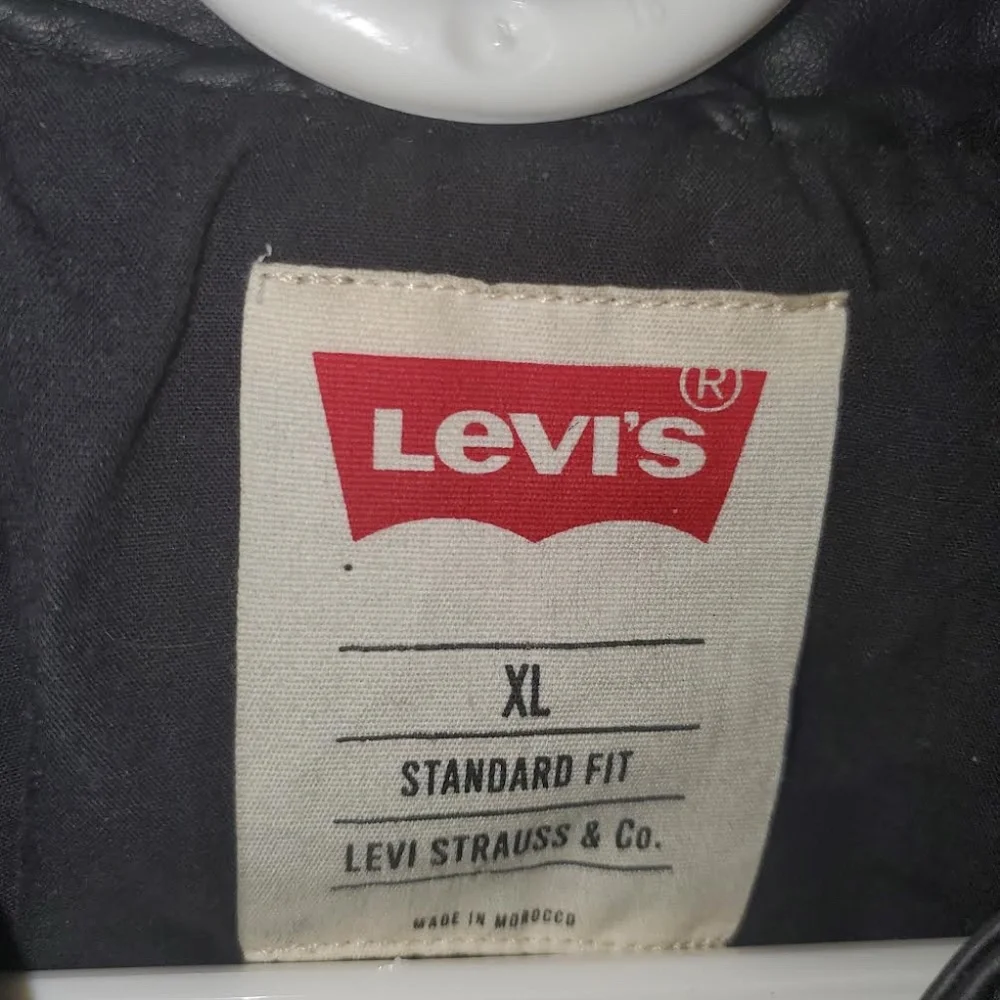 LEVI'S®
XL
STANDARD FIT
LEVI STRAUSS & Co.
MADE IN MOROCCO